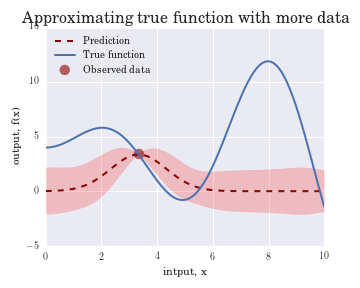 Approximating true function with more data
15
Prediction
True function
Observed data
10
5
0
−5
output, f(x)
0 2 4 6 8 10
intput, x